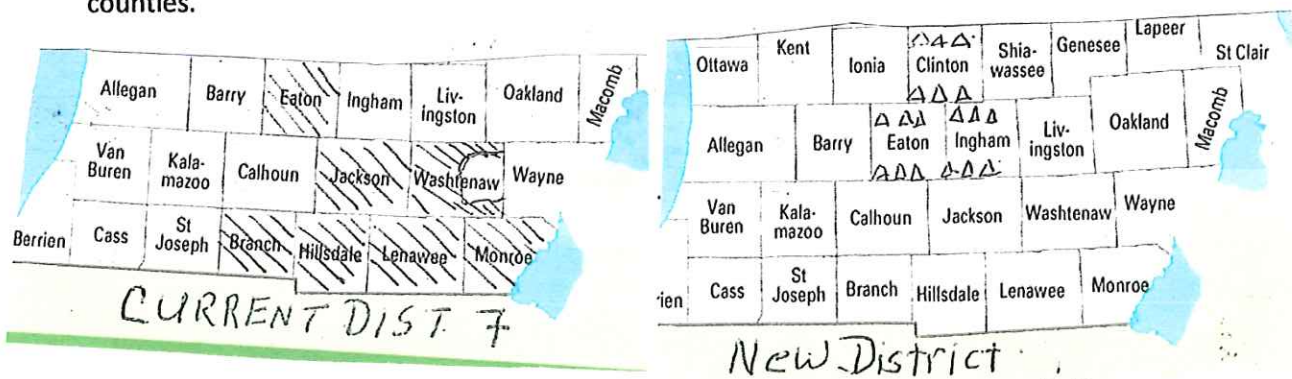 counties.
Allegan Barry Eaton Ingham Liv-
ingston Oakland Macomb
Van
Buren Kala-
mazoo Calhoun Jackson Washtenaw Wayne
Berrien Cass St
Joseph Branch Hillsdale Lenawee Monroe
CURRENT DIST. 7
Ottawa Kent Ionia Clinton Shia-
wassee Genesee Lapeer St Clair
Allegan Barry Eaton Ingham Liv-
ingston Oakland Macomb
Van
Buren Kala-
mazoo Calhoun Jackson Washtenaw Wayne
rien Cass St
Joseph Branch Hillsdale Lenawee Monroe
New District.